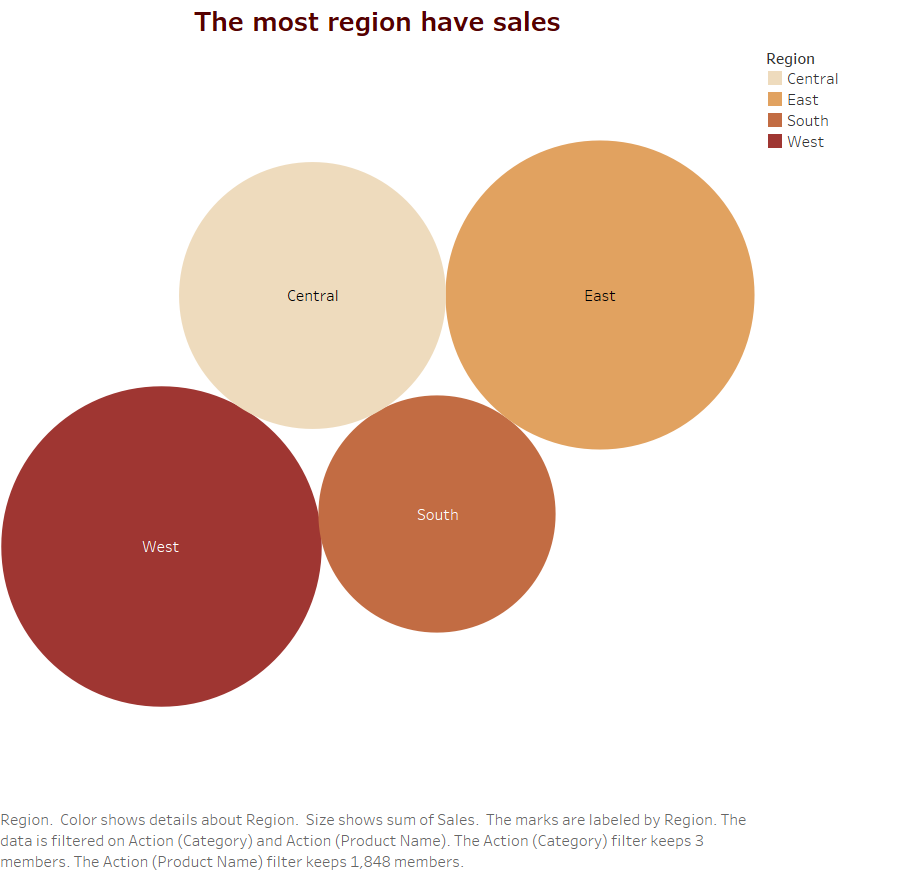 The most region have sales
Region
Central
East
South
West
Central
East
South
West
Region.  Color shows details about Region.  Size shows sum of Sales.  The marks are labeled by Region. The
data is filtered on Action (Category) and Action (Product Name). The Action (Category) filter keeps 3
members. The Action (Product Name) filter keeps 1,848 members.